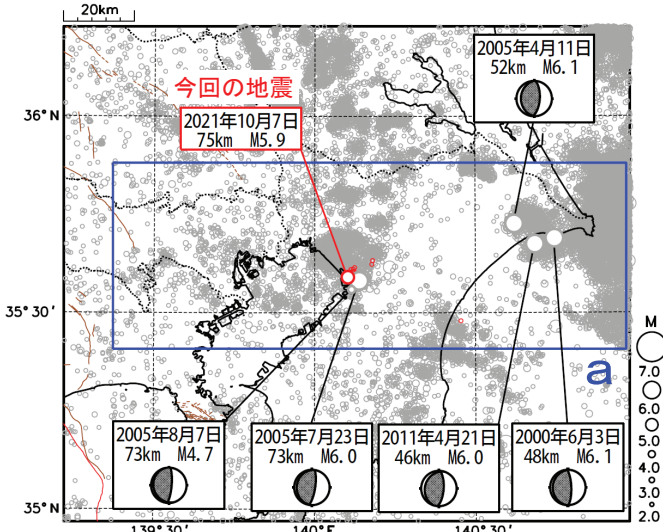 20km
2005年4月11日
52km M6.1
今回の地震
2021年10月7日
75km M5.9
36°N
35°30′
a
M
7.0
6.0
5.0
4.0
3.0
2.0
2005年8月7日
73km M4.7
2005年7月23日
73km M6.0
2011年4月21日
46km M6.0
2000年6月3日
48km M6.1
35°N
139°30′
140°E
140°30′